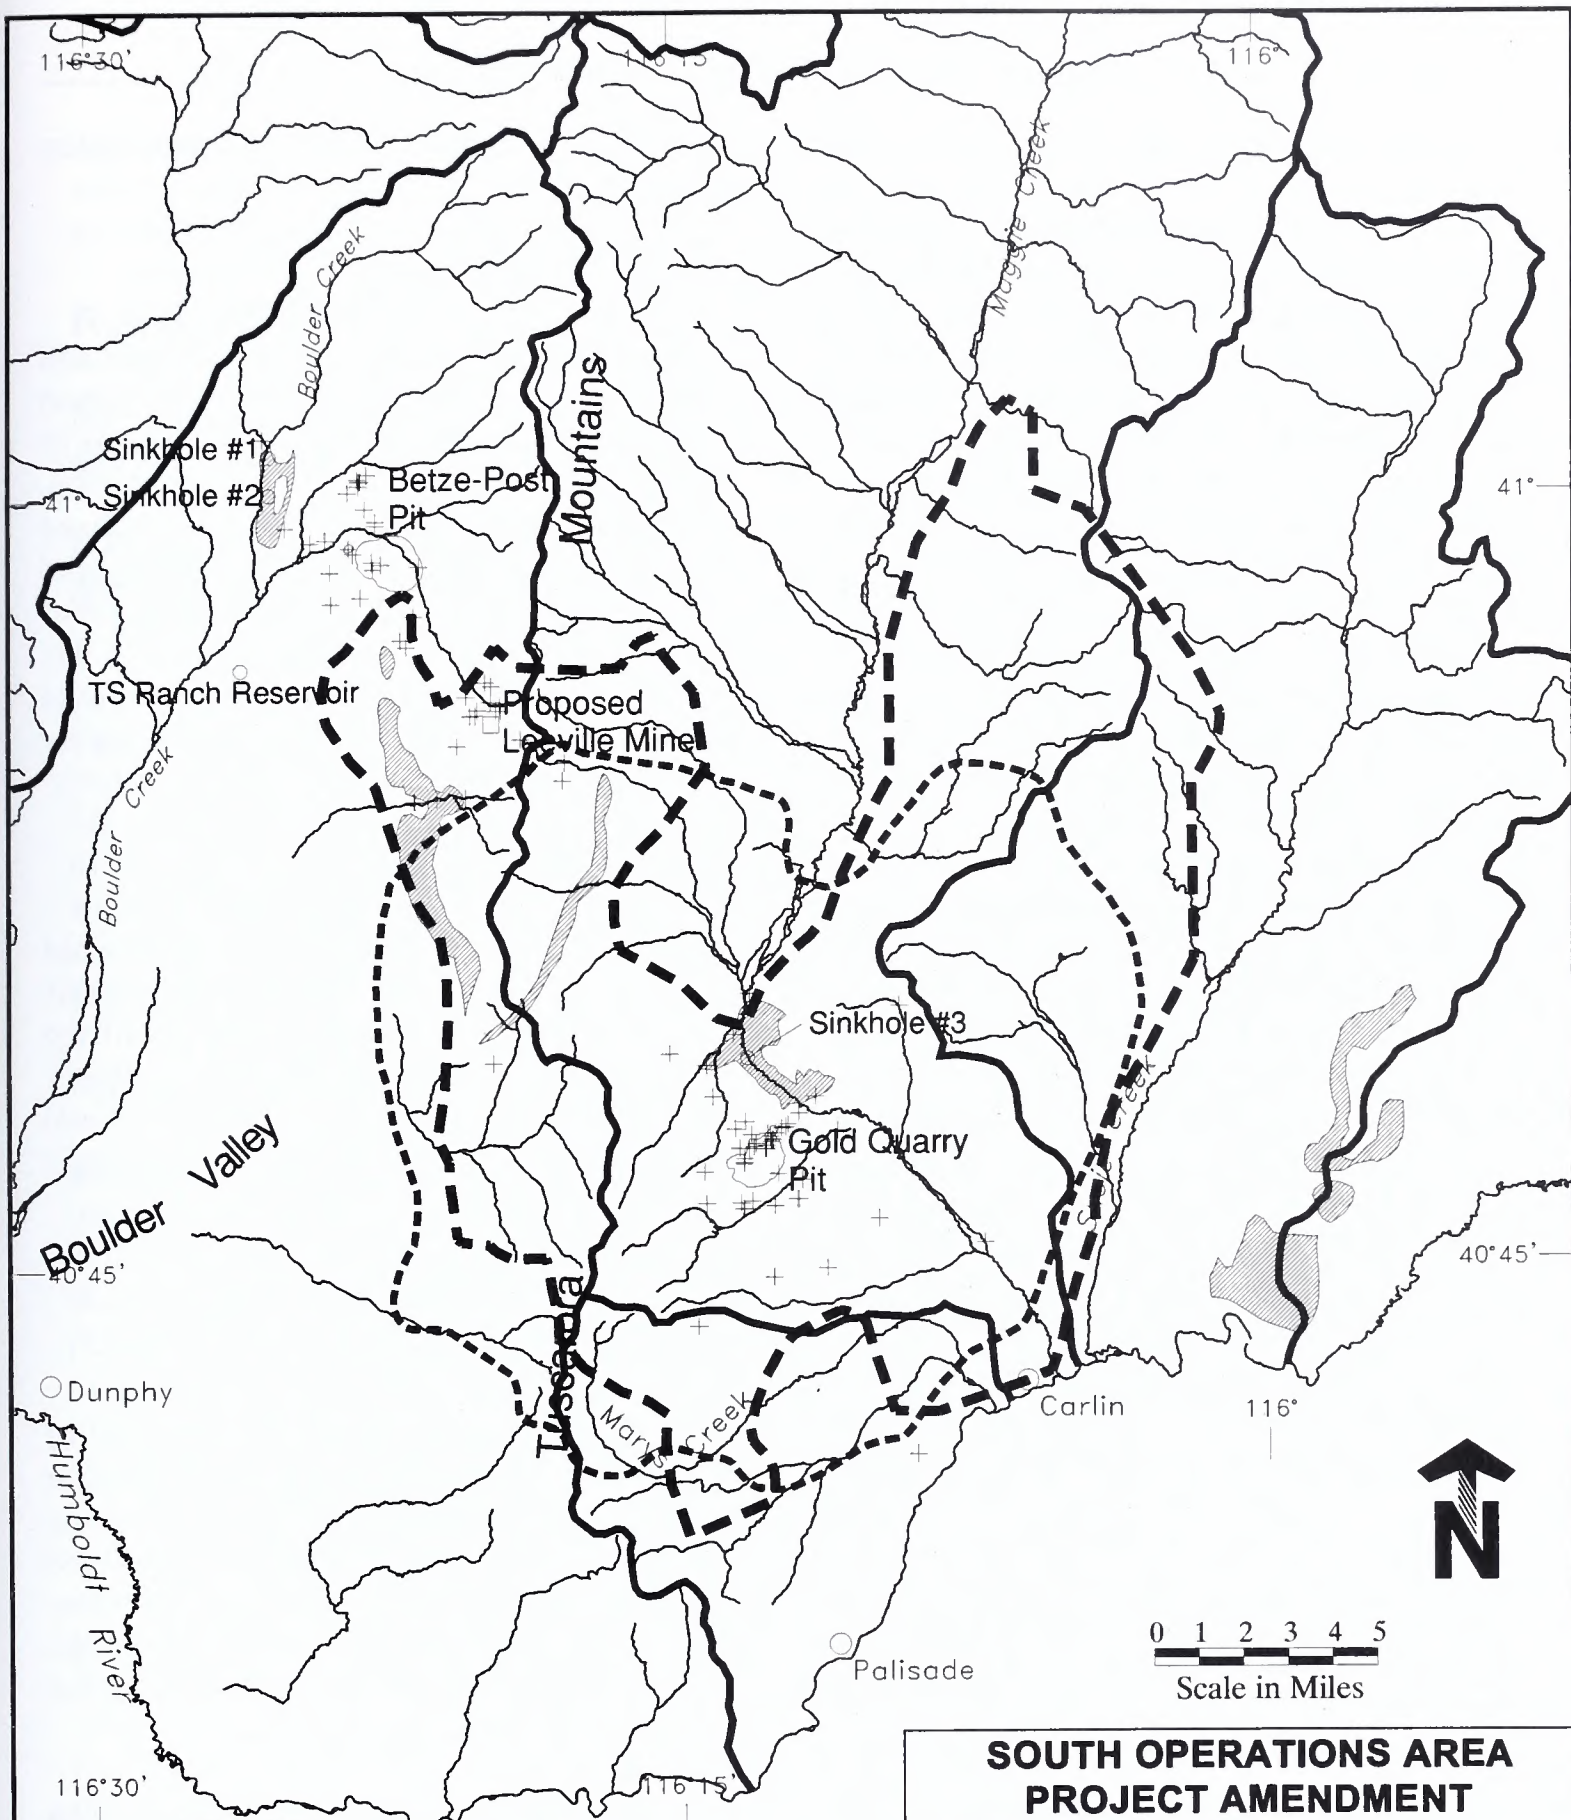 116°30'
116°15'
116°
Maggie Creek
Boulder Creek
Mountains
Sinkhole #1
Betze-Post
Pit
Sinkhole #2
41°
41°
TS Ranch Reservoir
Proposed
Leeville Mine
Boulder Creek
Sinkhole #3
Creek
Gold Quarry
Pit
Boulder Valley
40°45'
40°45'
Tuscarora
Dunphy
Marys Creek
Carlin
116°
Humboldt River
N
0 1 2 3 4 5
Scale in Miles
Palisade
116°30'
116°15'
SOUTH OPERATIONS AREA
PROJECT AMENDMENT